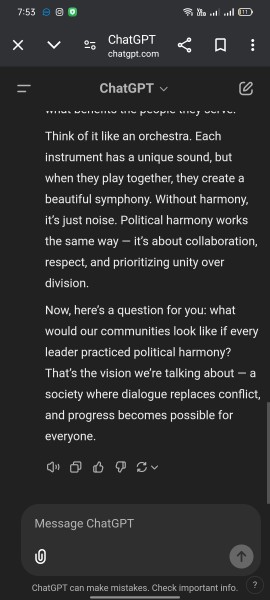 7:53
ChatGPT
chatgpt.com
ChatGPT
what benefits the people they serve.
Think of it like an orchestra. Each
instrument has a unique sound, but
when they play together, they create a
beautiful symphony. Without harmony,
it's just noise. Political harmony works
the same way — it's about collaboration,
respect, and prioritizing unity over
division.
Now, here's a question for you: what
would our communities look like if every
leader practiced political harmony?
That's the vision we're talking about — a
society where dialogue replaces conflict,
and progress becomes possible for
everyone.
Message ChatGPT
ChatGPT can make mistakes. Check important info.
?